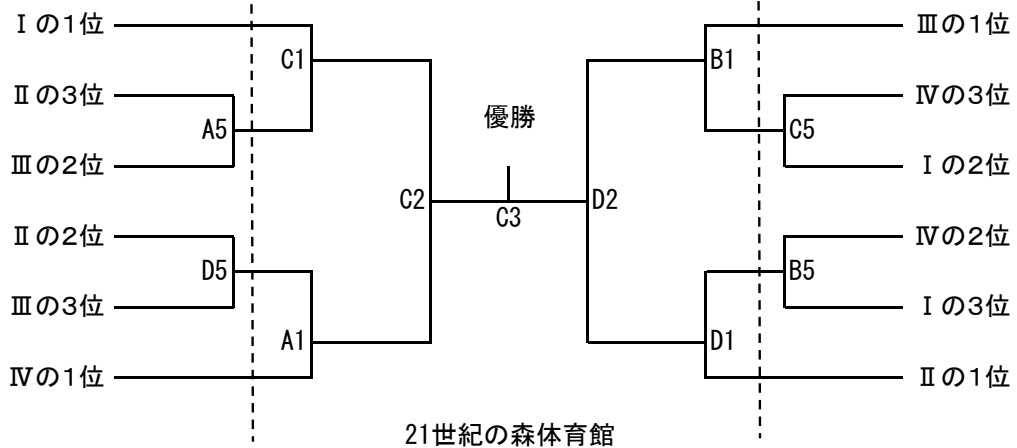 Ⅰの1位
C1
Ⅱの3位
A5
Ⅲの2位
C2
Ⅱの2位
D5
Ⅲの3位
A1
Ⅳの1位
優勝
C3
Ⅲの1位
B1
Ⅳの3位
C5
Ⅰの2位
D2
Ⅳの2位
B5
Ⅰの3位
D1
Ⅱの1位
21世紀の森体育館